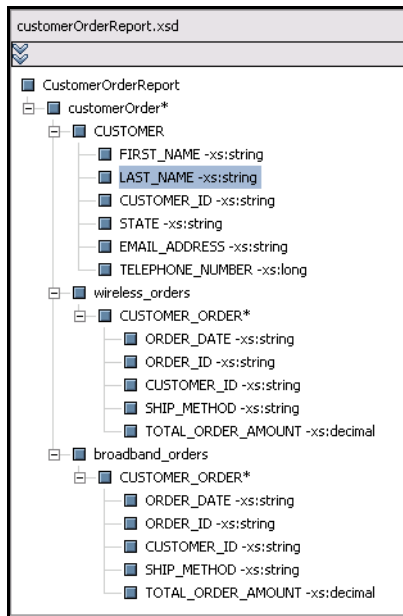 customerOrderReport.xsd
CustomerOrderReport
customerOrder*
CUSTOMER
FIRST_NAME -xs:string
LAST_NAME -xs:string
CUSTOMER_ID -xs:string
STATE -xs:string
EMAIL_ADDRESS -xs:string
TELEPHONE_NUMBER -xs:long
wireless_orders
CUSTOMER_ORDER*
ORDER_DATE -xs:string
ORDER_ID -xs:string
CUSTOMER_ID -xs:string
SHIP_METHOD -xs:string
TOTAL_ORDER_AMOUNT -xs:decimal
broadband_orders
CUSTOMER_ORDER*
ORDER_DATE -xs:string
ORDER_ID -xs:string
CUSTOMER_ID -xs:string
SHIP_METHOD -xs:string
TOTAL_ORDER_AMOUNT -xs:decimal